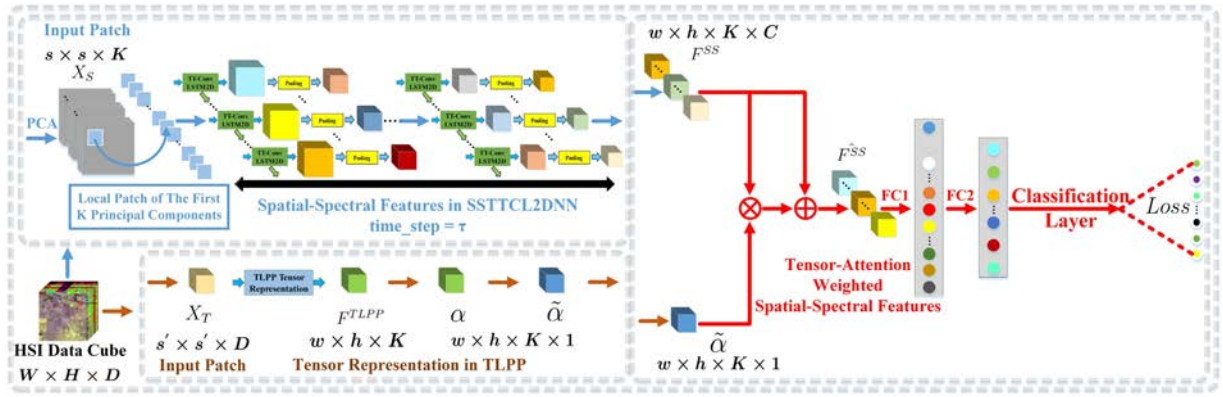 Input Patch
s × s × K
X_S
PCA
TT-Conv
LSTM2D
Pooling
TT-Conv
LSTM2D
Pooling
TT-Conv
LSTM2D
Pooling
TT-Conv
LSTM2D
Pooling
TT-Conv
LSTM2D
Pooling
TT-Conv
LSTM2D
Pooling
Local Patch of The First
K Principal Components
Spatial-Spectral Features in SSTTCL2DNN
time_step = τ
HSI Data Cube
W × H × D
X_T
s′ × s′ × D
Input Patch
TLPP Tensor
Representation
F^{TLPP}
w × h × K
α
α̃
w × h × K × 1
Tensor Representation in TLPP
w × h × K × C
F^{SS}
⊗
⊕
F^{ŜS}
FC1
FC2
Classification
Layer
Loss
Tensor-Attention
Weighted
Spatial-Spectral Features
α̃
w × h × K × 1